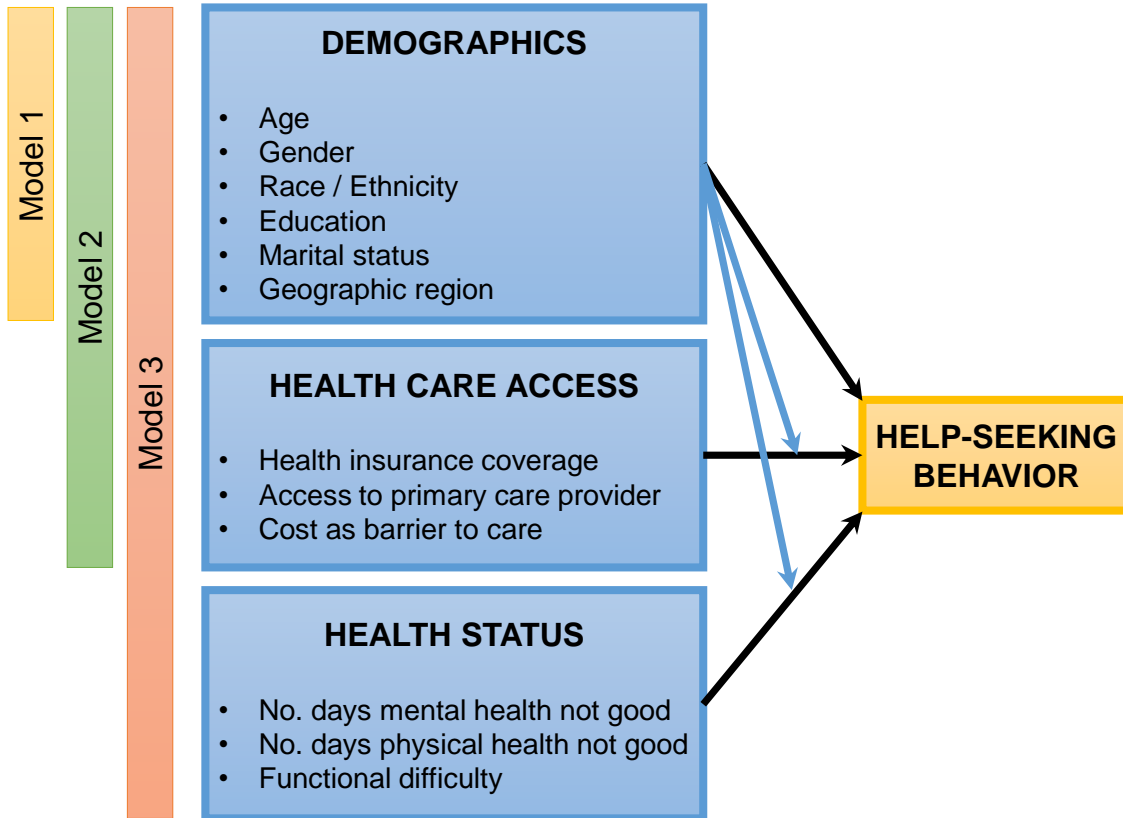 Model 1
Model 2
Model 3
DEMOGRAPHICS
• Age
• Gender
• Race / Ethnicity
• Education
• Marital status
• Geographic region
HEALTH CARE ACCESS
• Health insurance coverage
• Access to primary care provider
• Cost as barrier to care
HEALTH STATUS
• No. days mental health not good
• No. days physical health not good
• Functional difficulty
HELP-SEEKING
BEHAVIOR